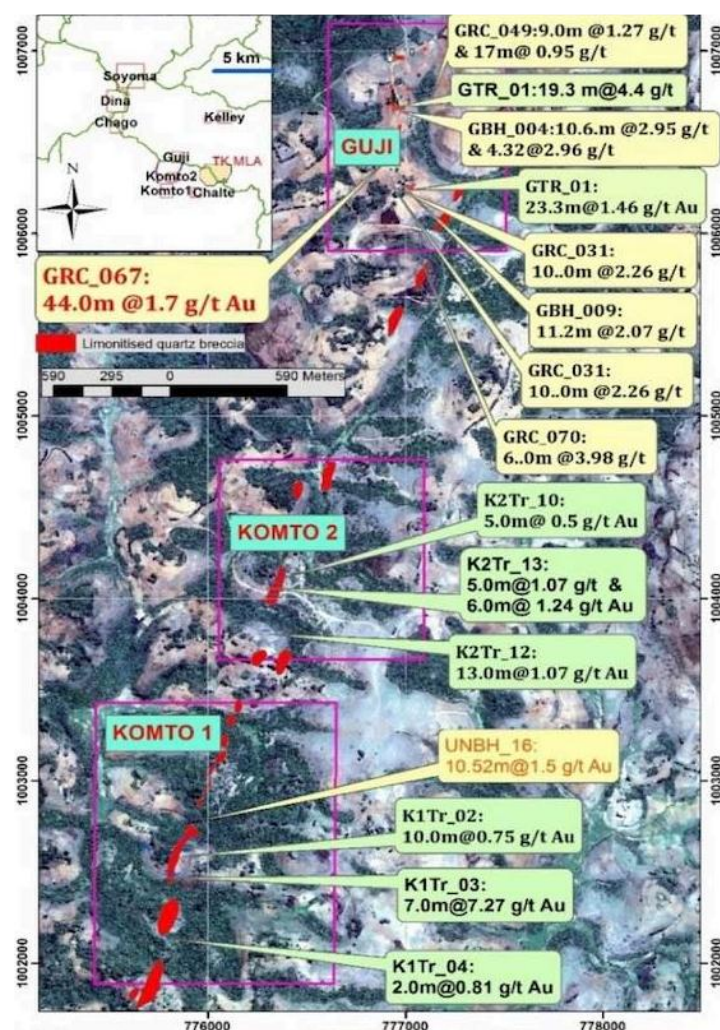 1007000
1006000
1005000
1004000
1003000
1002000
5 km
Soyoma
Dina
Chago
Kelley
Guji
TK MLA
Komto2
Komto1
Chalte
N
GUJI
GRC_049:9.0m @1.27 g/t
& 17m@ 0.95 g/t
GTR_01:19.3 m@4.4 g/t
GBH_004:10.6.m @2.95 g/t
& 4.32@2.96 g/t
GTR_01:
23.3m@1.46 g/t Au
GRC_031:
10..0m @2.26 g/t
GRC_067:
44.0m @1.7 g/t Au
GBH_009:
11.2m @2.07 g/t
Limonitised quartz breccia
590 295 0 590 Meters
GRC_031:
10..0m @2.26 g/t
GRC_070:
6..0m @3.98 g/t
KOMTO 2
K2Tr_10:
5.0m@ 0.5 g/t Au
K2Tr_13:
5.0m@1.07 g/t &
6.0m@ 1.24 g/t Au
K2Tr_12:
13.0m@1.07 g/t Au
KOMTO 1
UNBH_16:
10.52m@1.5 g/t Au
K1Tr_02:
10.0m@0.75 g/t Au
K1Tr_03:
7.0m@7.27 g/t Au
K1Tr_04:
2.0m@0.81 g/t Au
776000 777000 778000